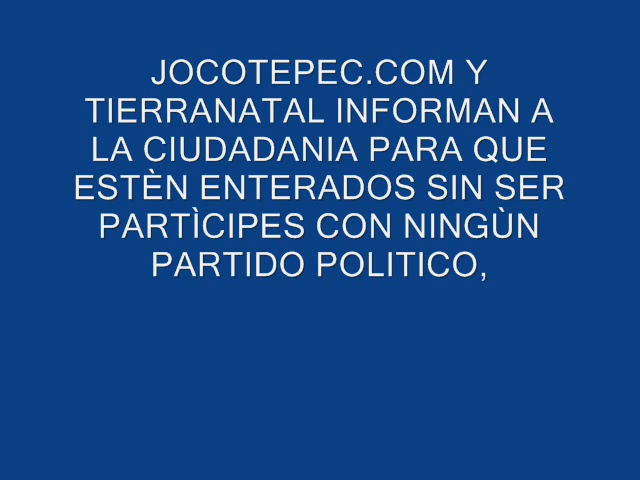 JOCOTEPEC.COM Y
TIERRANATAL INFORMAN A
LA CIUDADANIA PARA QUE
ESTÈN ENTERADOS SIN SER
PARTÌCIPES CON NINGÙN
PARTIDO POLITICO,